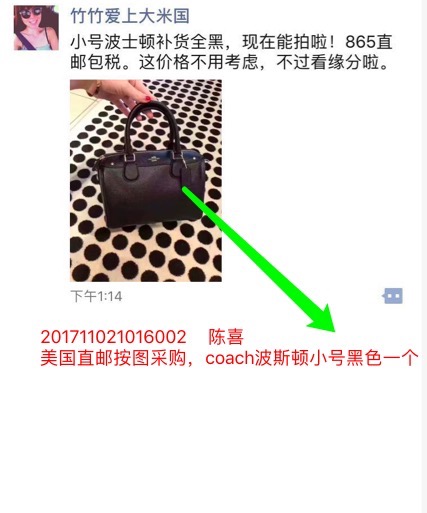 竹竹爱上大米国
小号波士顿补货全黑，现在能拍啦！865直
邮包税。这价格不用考虑，不过看缘分啦。
下午1:14
201711021016002 陈喜
美国直邮按图采购，coach波斯顿小号黑色一个